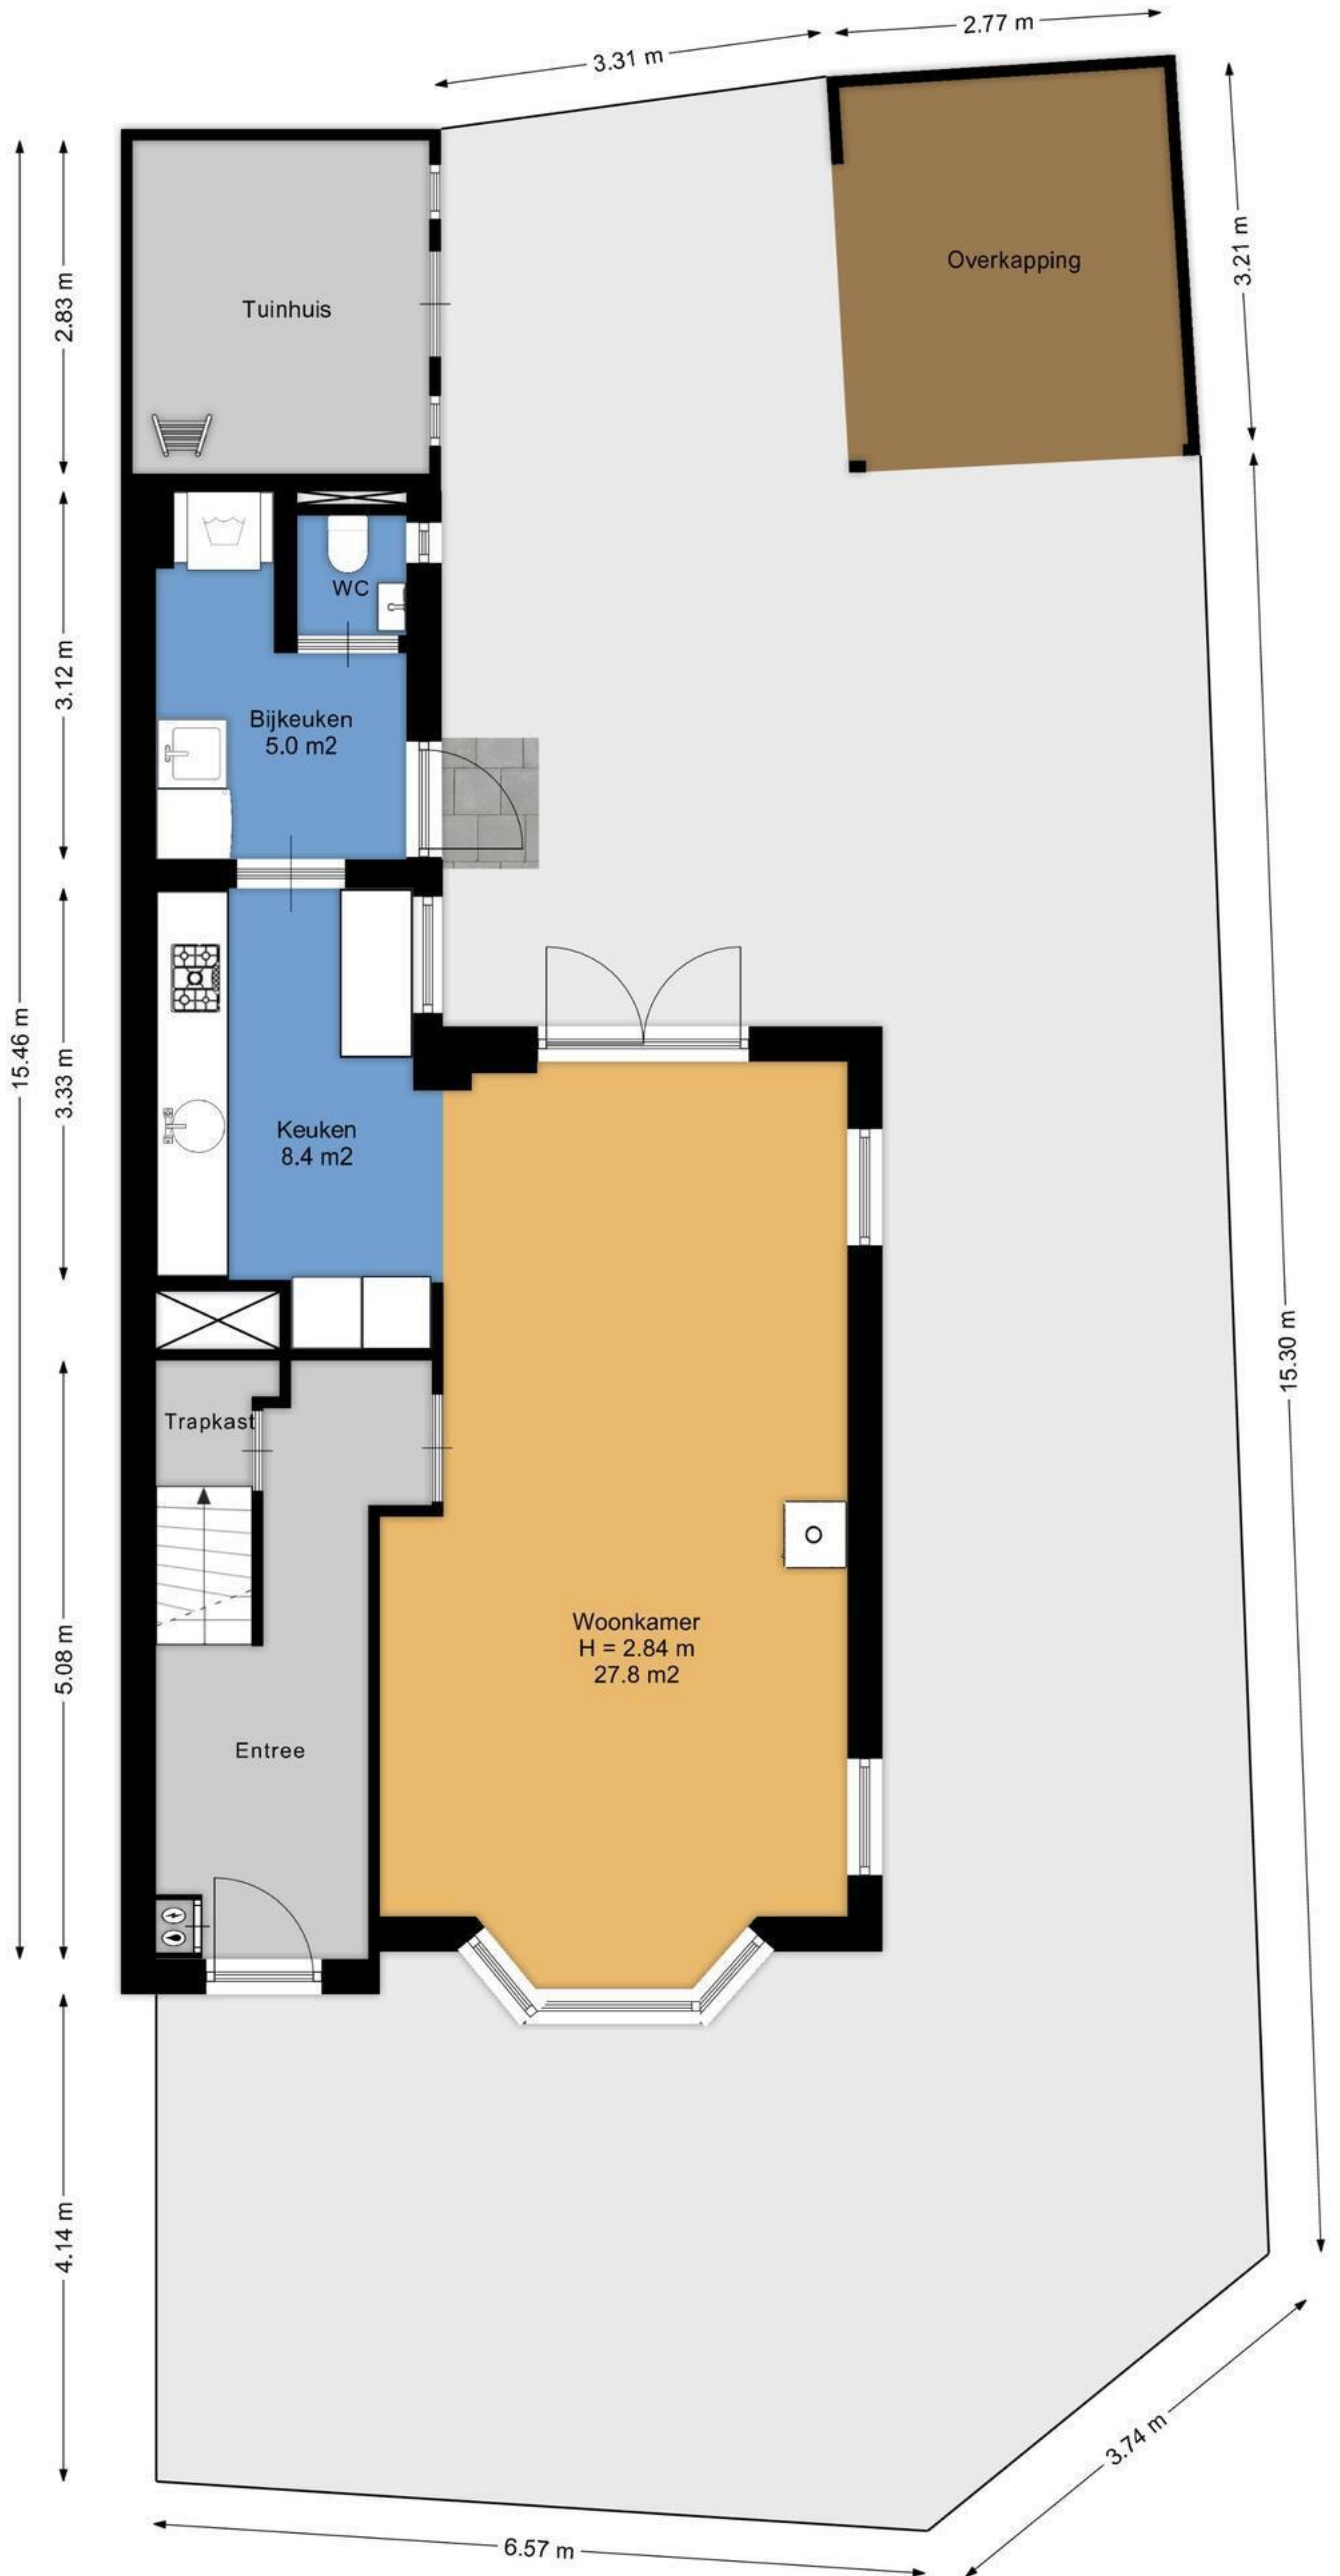 2.77 m
3.31 m
3.21 m
Overkapping
2.83 m
Tuinhuis
WC
3.12 m
Bijkeuken
5.0 m2
15.46 m
3.33 m
Keuken
8.4 m2
15.30 m
Trapkast
5.08 m
Woonkamer
H = 2.84 m
27.8 m2
Entree
4.14 m
3.74 m
6.57 m